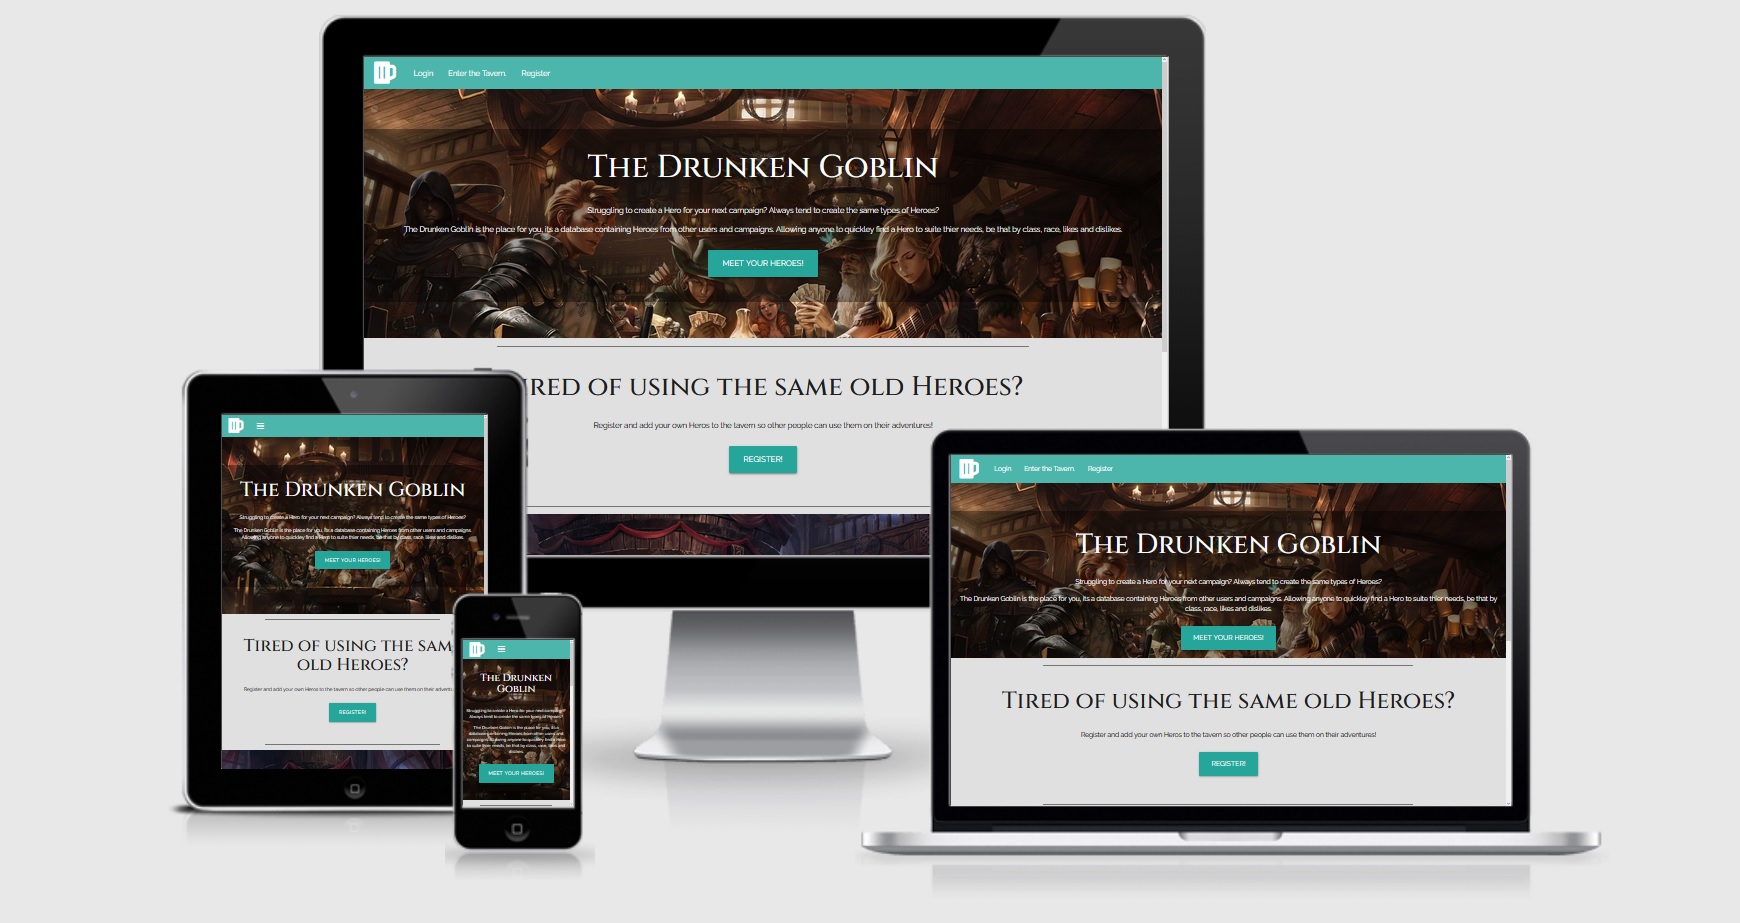 Login Enter the Tavern. Register
The Drunken Goblin
Struggling to create a Hero for your next campaign? Always tend to create the same types of Heroes?
The Drunken Goblin is the place for you, its a database containing Heroes from other users and campaigns. Allowing anyone to quickley find a Hero to suite thier needs, be that by class, race, likes and dislikes.
MEET YOUR HEROES!
ired of using the same old Heroes?
Register and add your own Heros to the tavern so other people can use them on their adventures!
REGISTER!
The Drunken Goblin
Struggling to create a Hero for your next campaign? Always tend to create the same types of Heroes?
The Drunken Goblin is the place for you, its a database containing Heroes from other users and campaigns.
Allowing anyone to quickley find a Hero to suite thier needs, be that by class, race, likes and dislikes.
MEET YOUR HEROES!
Tired of using the sam
old Heroes?
Register and add your own Heros to the tavern so other people can use them on their adventu
REGISTER!
The Drunken
Goblin
Struggling to create a Hero for your next campaign?
Always tend to create the same types of Heroes?
The Drunken Goblin is the place for you, its a
database containing Heroes from other users and
campaigns. Allowing anyone to quickley find a Hero
to suite thier needs, be that by class, race, likes and
dislikes.
MEET YOUR HEROES!
Login Enter the Tavern. Register
The Drunken Goblin
Struggling to create a Hero for your next campaign? Always tend to create the same types of Heroes?
The Drunken Goblin is the place for you, its a database containing Heroes from other users and campaigns. Allowing anyone to quickley find a Hero to suite thier needs, be that by
class, race, likes and dislikes.
MEET YOUR HEROES!
Tired of using the same old Heroes?
Register and add your own Heros to the tavern so other people can use them on their adventures!
REGISTER!